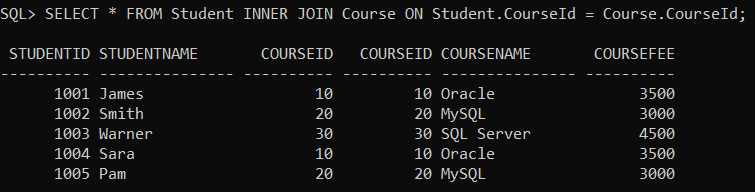 SQL> SELECT * FROM Student INNER JOIN Course ON Student.CourseId = Course.CourseId;
STUDENTID STUDENTNAME COURSEID COURSEID COURSENAME COURSEFEE
---------- --------------- ---------- ---------- --------------- ----------
1001 James 10 10 Oracle 3500
1002 Smith 20 20 MySQL 3000
1003 Warner 30 30 SQL Server 4500
1004 Sara 10 10 Oracle 3500
1005 Pam 20 20 MySQL 3000